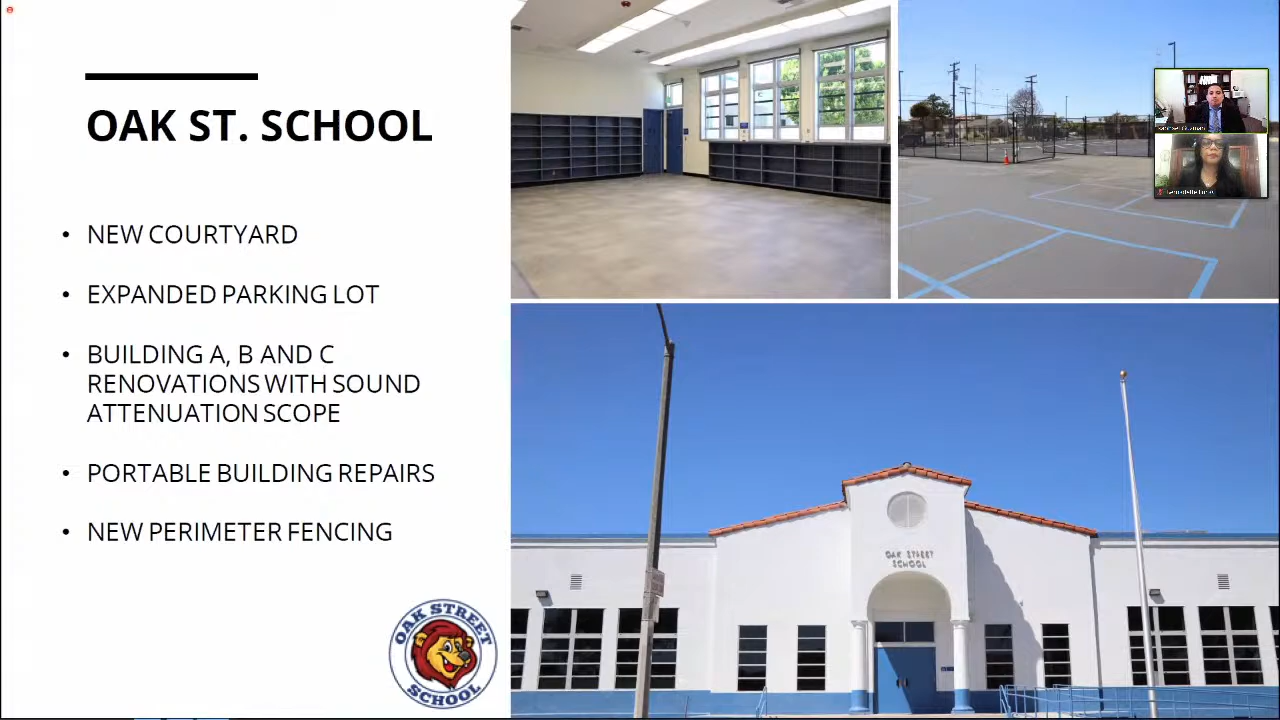 OAK ST. SCHOOL
• NEW COURTYARD
• EXPANDED PARKING LOT
• BUILDING A, B AND C
RENOVATIONS WITH SOUND
ATTENUATION SCOPE
• PORTABLE BUILDING REPAIRS
• NEW PERIMETER FENCING
OAK STREET
SCHOOL
OAK STREET
SCHOOL